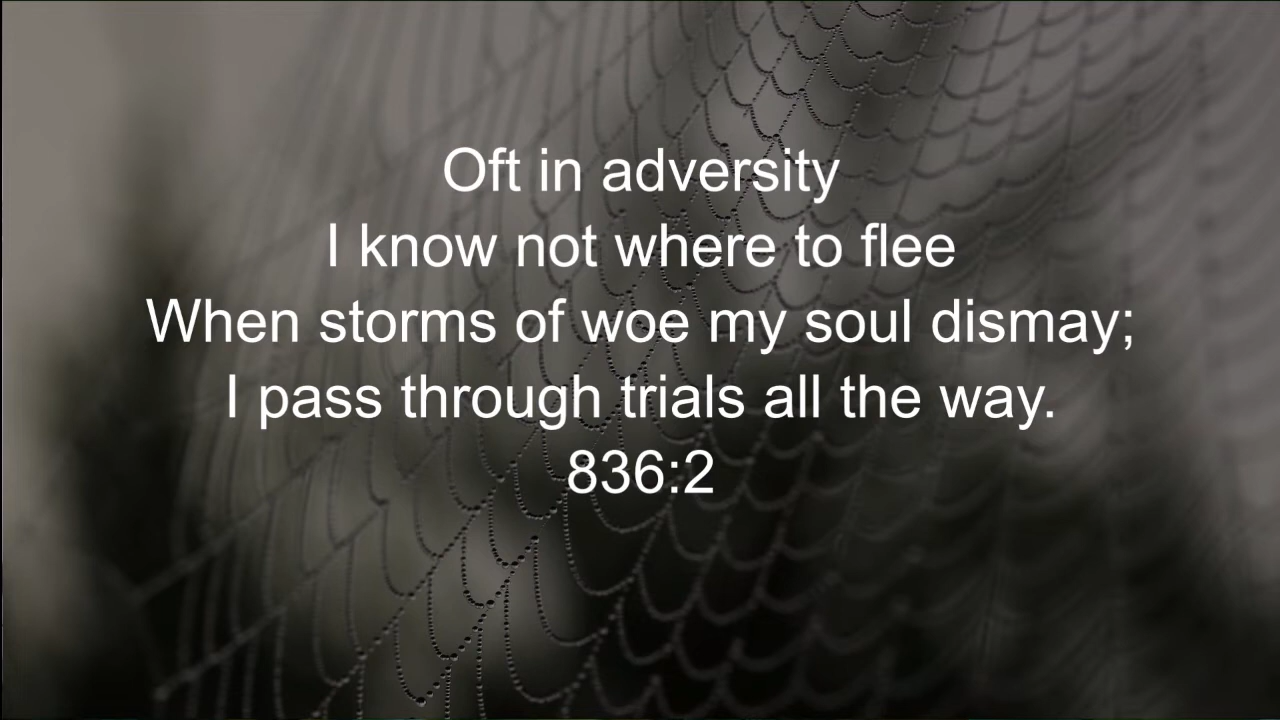 Oft in adversity
I know not where to flee
When storms of woe my soul dismay;
I pass through trials all the way.
836:2